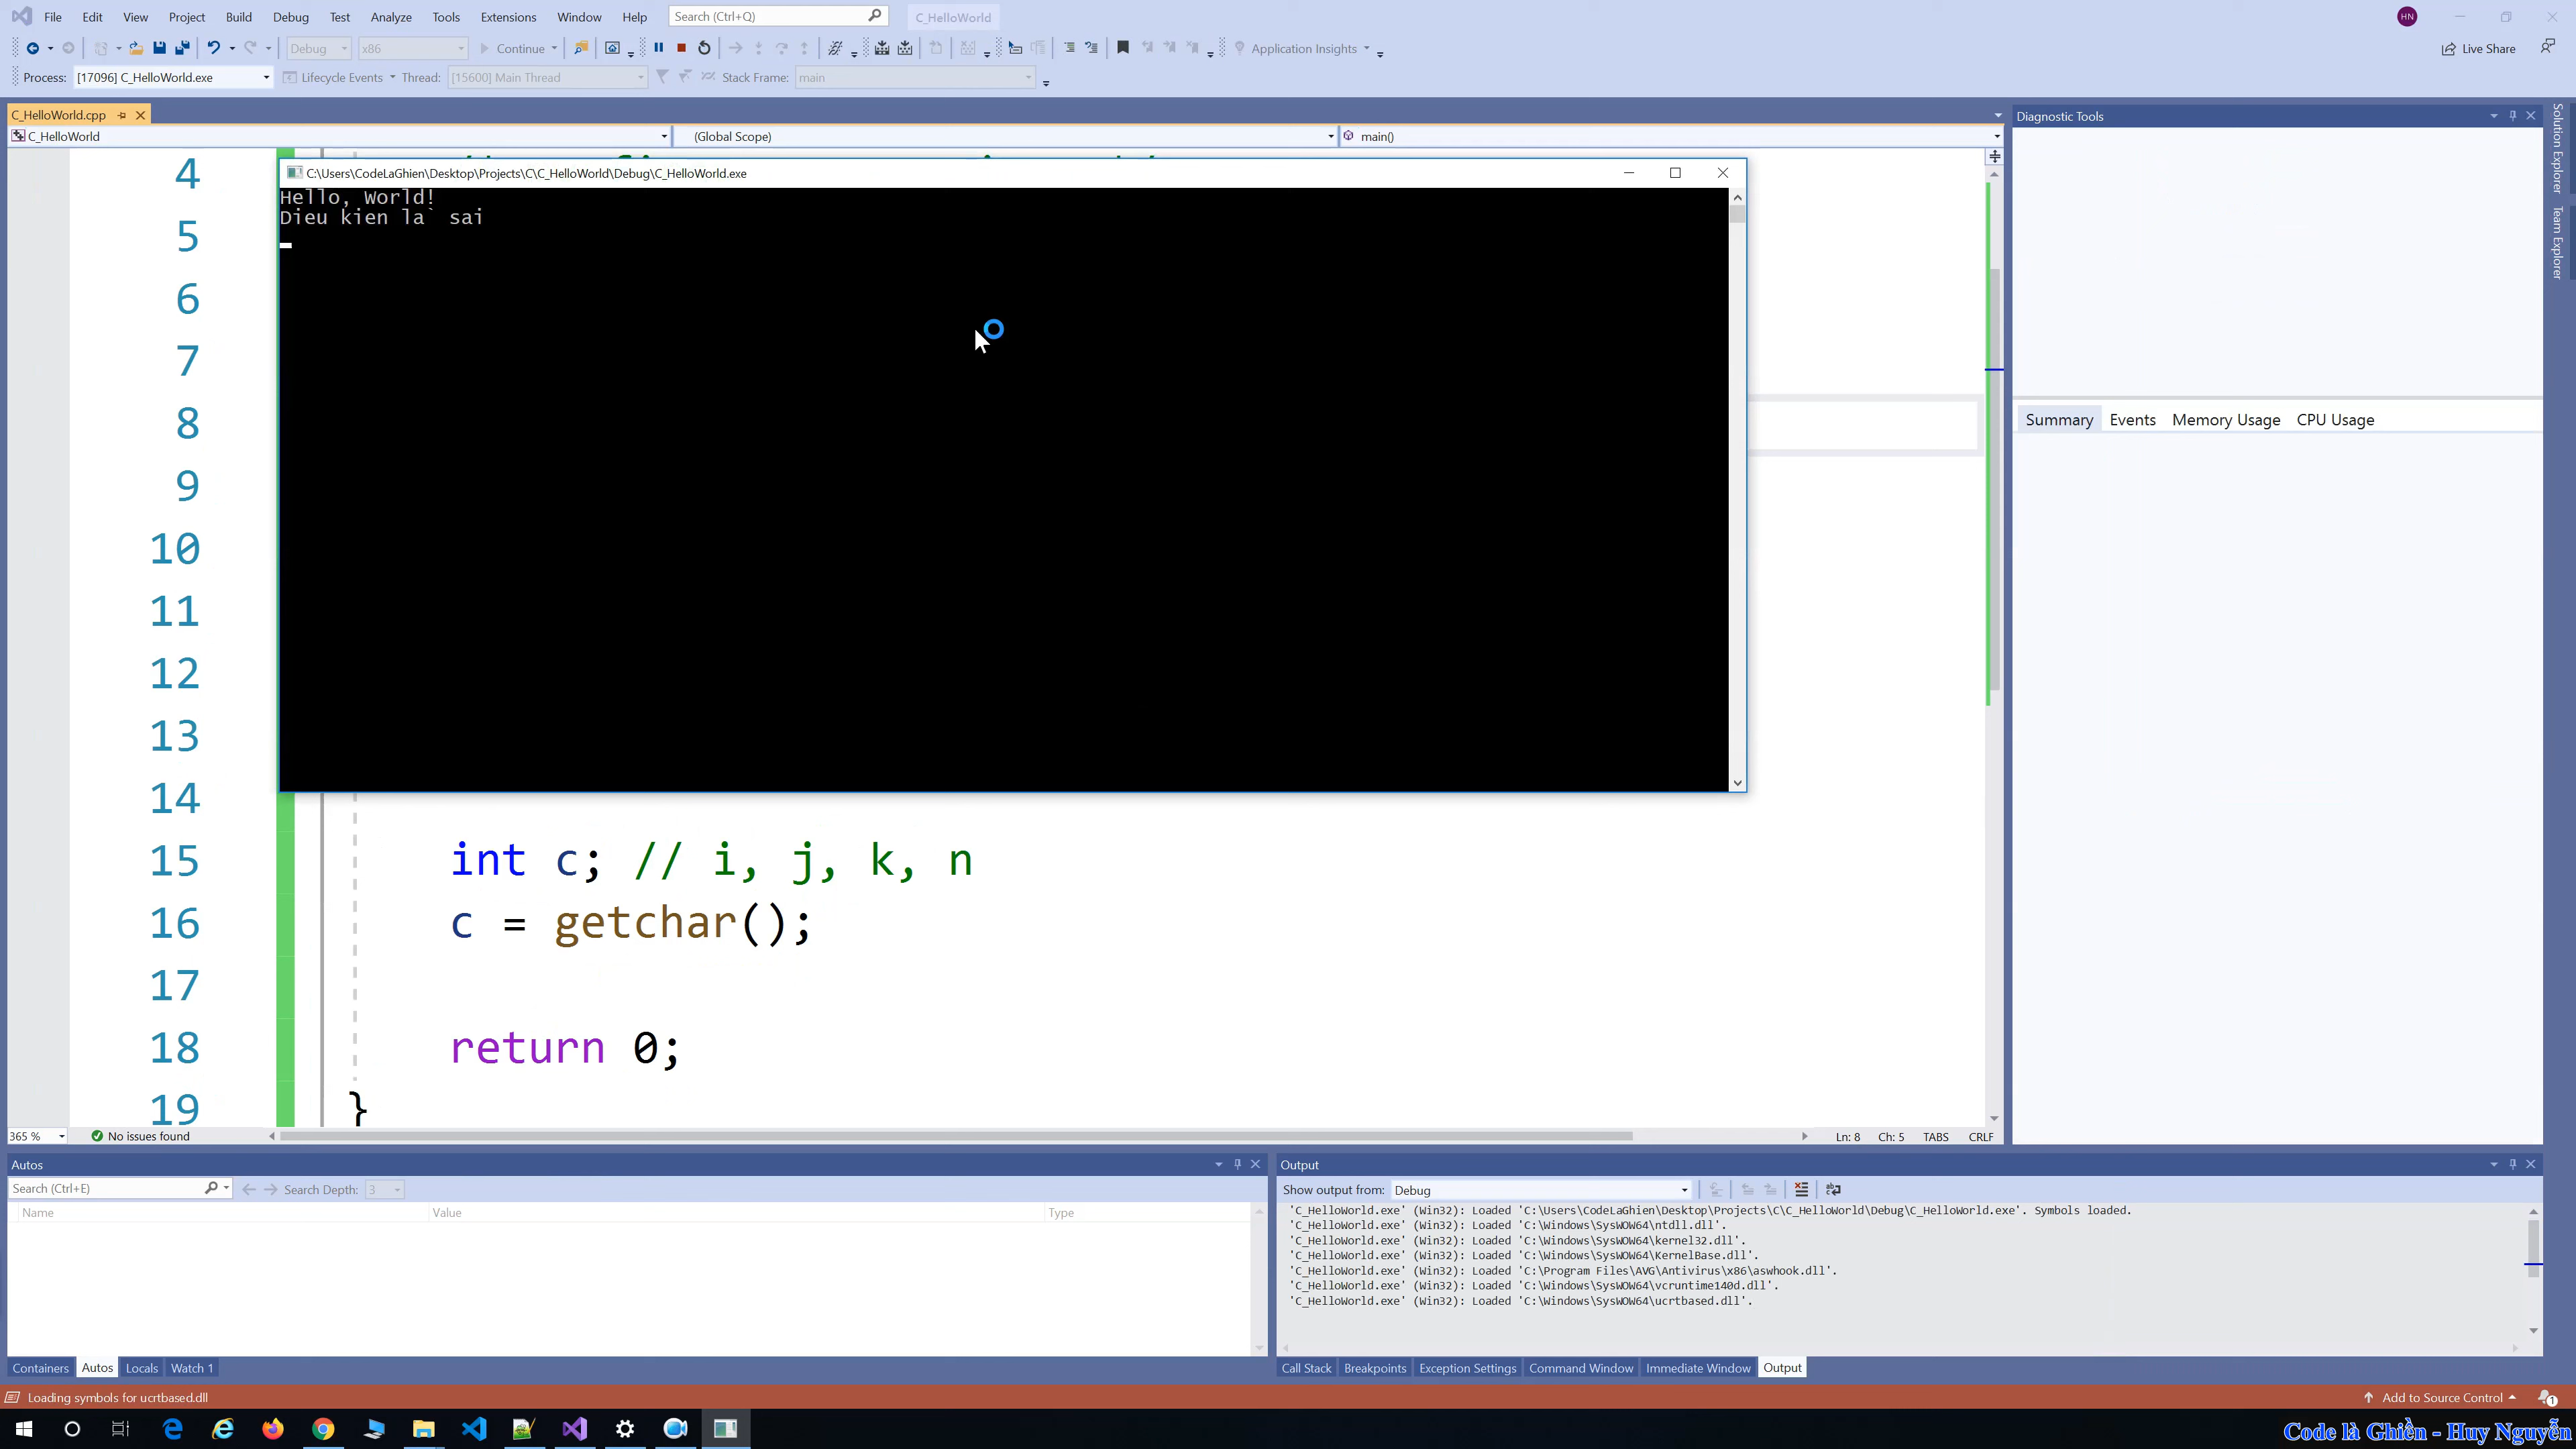 File Edit View Project Build Debug Test Analyze Tools Extensions Window Help Search (Ctrl+Q) C_HelloWorld HN
Debug x86 Continue Application Insights Live Share
Process: [17096] C_HelloWorld.exe Lifecycle Events Thread: [15600] Main Thread Stack Frame: main
C_HelloWorld.cpp
C_HelloWorld (Global Scope) main()
Diagnostic Tools
Solution Explorer
Team Explorer
Summary Events Memory Usage CPU Usage
C:\Users\CodeLaGhien\Desktop\Projects\C\C_HelloWorld\Debug\C_HelloWorld.exe
Hello, World!
Dieu kien la` sai
4
5
6
7
8
9
10
11
12
13
14
15 int c; // i, j, k, n
16 c = getchar();
17
18 return 0;
19 }
365 % No issues found Ln: 8 Ch: 5 TABS CRLF
Autos
Search (Ctrl+E) Search Depth: 3
Name Value Type
Containers Autos Locals Watch 1
Output
Show output from: Debug
'C_HelloWorld.exe' (Win32): Loaded 'C:\Users\CodeLaGhien\Desktop\Projects\C\C_HelloWorld\Debug\C_HelloWorld.exe'. Symbols loaded.
'C_HelloWorld.exe' (Win32): Loaded 'C:\Windows\SysWOW64\ntdll.dll'.
'C_HelloWorld.exe' (Win32): Loaded 'C:\Windows\SysWOW64\kernel32.dll'.
'C_HelloWorld.exe' (Win32): Loaded 'C:\Windows\SysWOW64\KernelBase.dll'.
'C_HelloWorld.exe' (Win32): Loaded 'C:\Program Files\AVG\Antivirus\x86\aswhook.dll'.
'C_HelloWorld.exe' (Win32): Loaded 'C:\Windows\SysWOW64\vcruntime140d.dll'.
'C_HelloWorld.exe' (Win32): Loaded 'C:\Windows\SysWOW64\ucrtbased.dll'.
Call Stack Breakpoints Exception Settings Command Window Immediate Window Output
Loading symbols for ucrtbased.dll Add to Source Control 1
Code là Ghiền - Huy Nguyễn